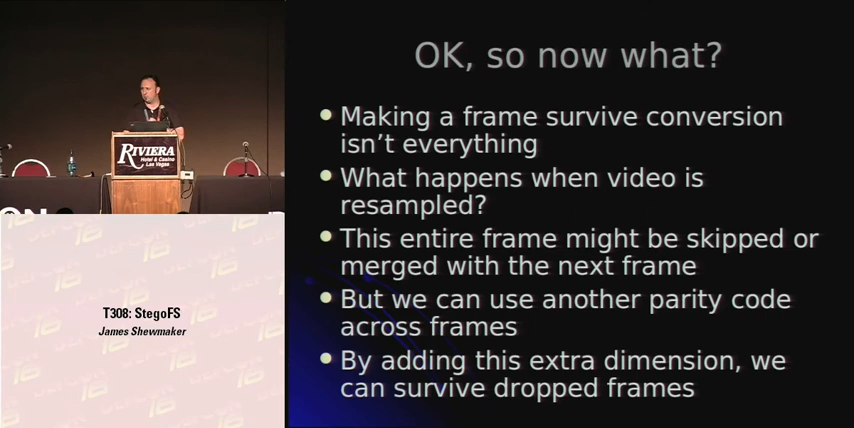 RIVIERA
Hotel & Casino
Las Vegas
T308: StegoFS
James Shewmaker
OK, so now what?
Making a frame survive conversion
isn't everything
What happens when video is
resampled?
This entire frame might be skipped or
merged with the next frame
But we can use another parity code
across frames
By adding this extra dimension, we
can survive dropped frames